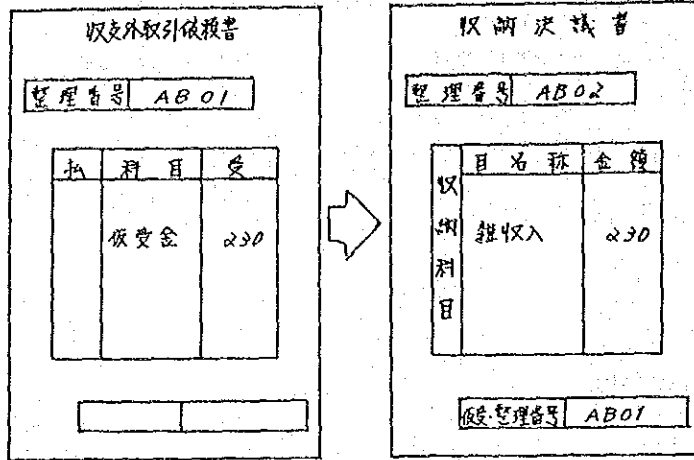 収支外取引依頼書
整理番号 AB01
払 科目 受
仮受金 230
収納決議書
整理番号 AB02
収納科目
目名称 金額
雑収入 230
仮受・整理番号 AB01